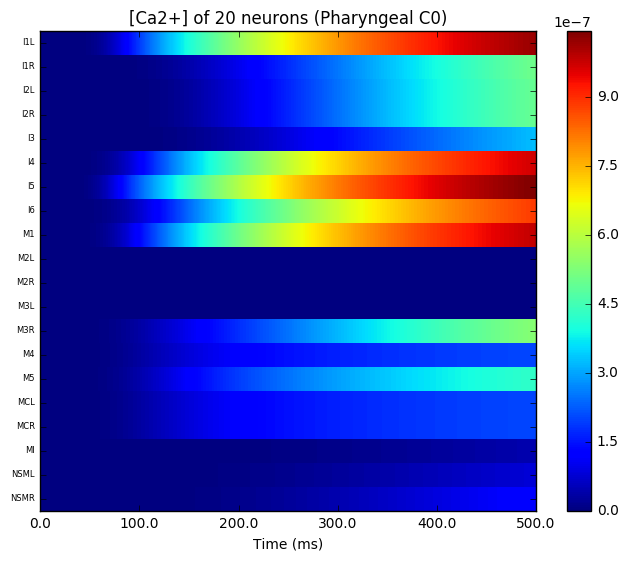 [Ca2+] of 20 neurons (Pharyngeal C0)
1e−7
I1L
I1R
I2L
I2R
I3
I4
I5
I6
M1
M2L
M2R
M3L
M3R
M4
M5
MCL
MCR
MI
NSML
NSMR
0.0 100.0 200.0 300.0 400.0 500.0
Time (ms)
9.0
7.5
6.0
4.5
3.0
1.5
0.0